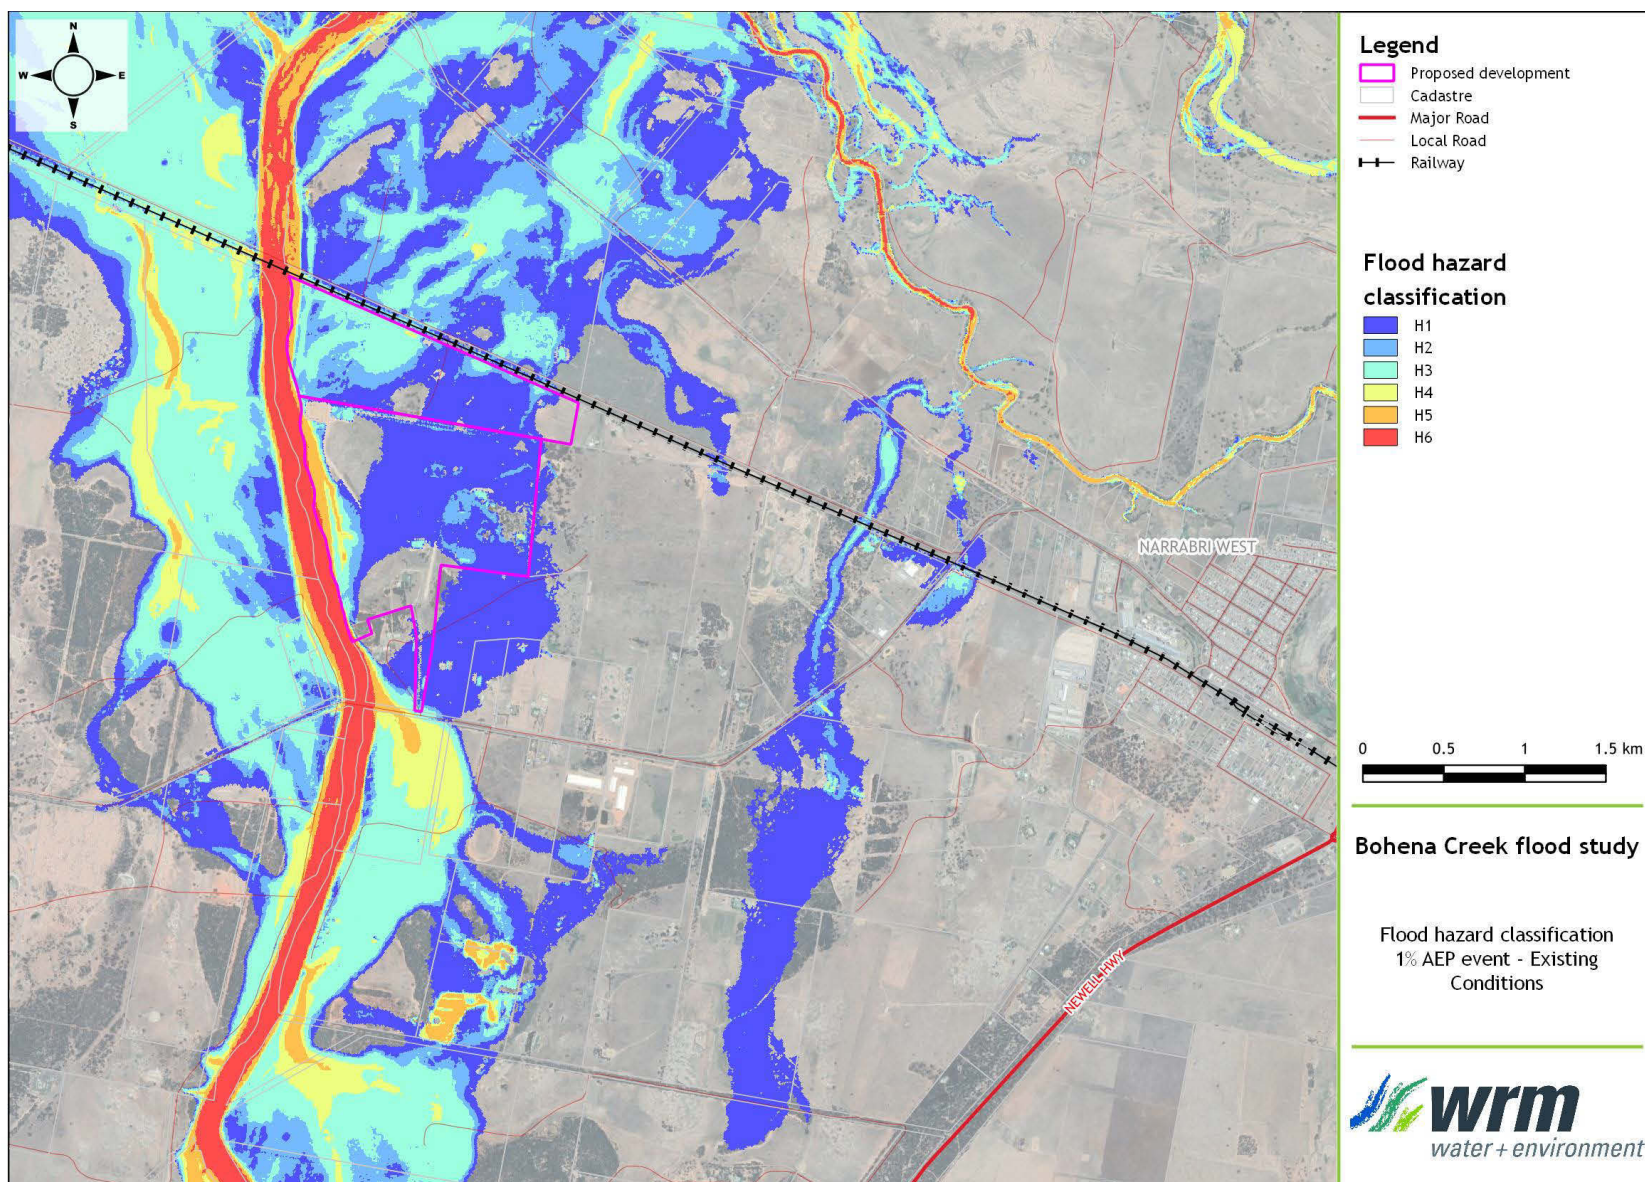 N
W E
S
NARRABRI WEST
NEWELL HWY
Legend
Proposed development
Cadastre
Major Road
Local Road
Railway
Flood hazard
classification
H1
H2
H3
H4
H5
H6
0 0.5 1 1.5 km
Bohena Creek flood study
Flood hazard classification
1% AEP event - Existing
Conditions
wrm
water + environment